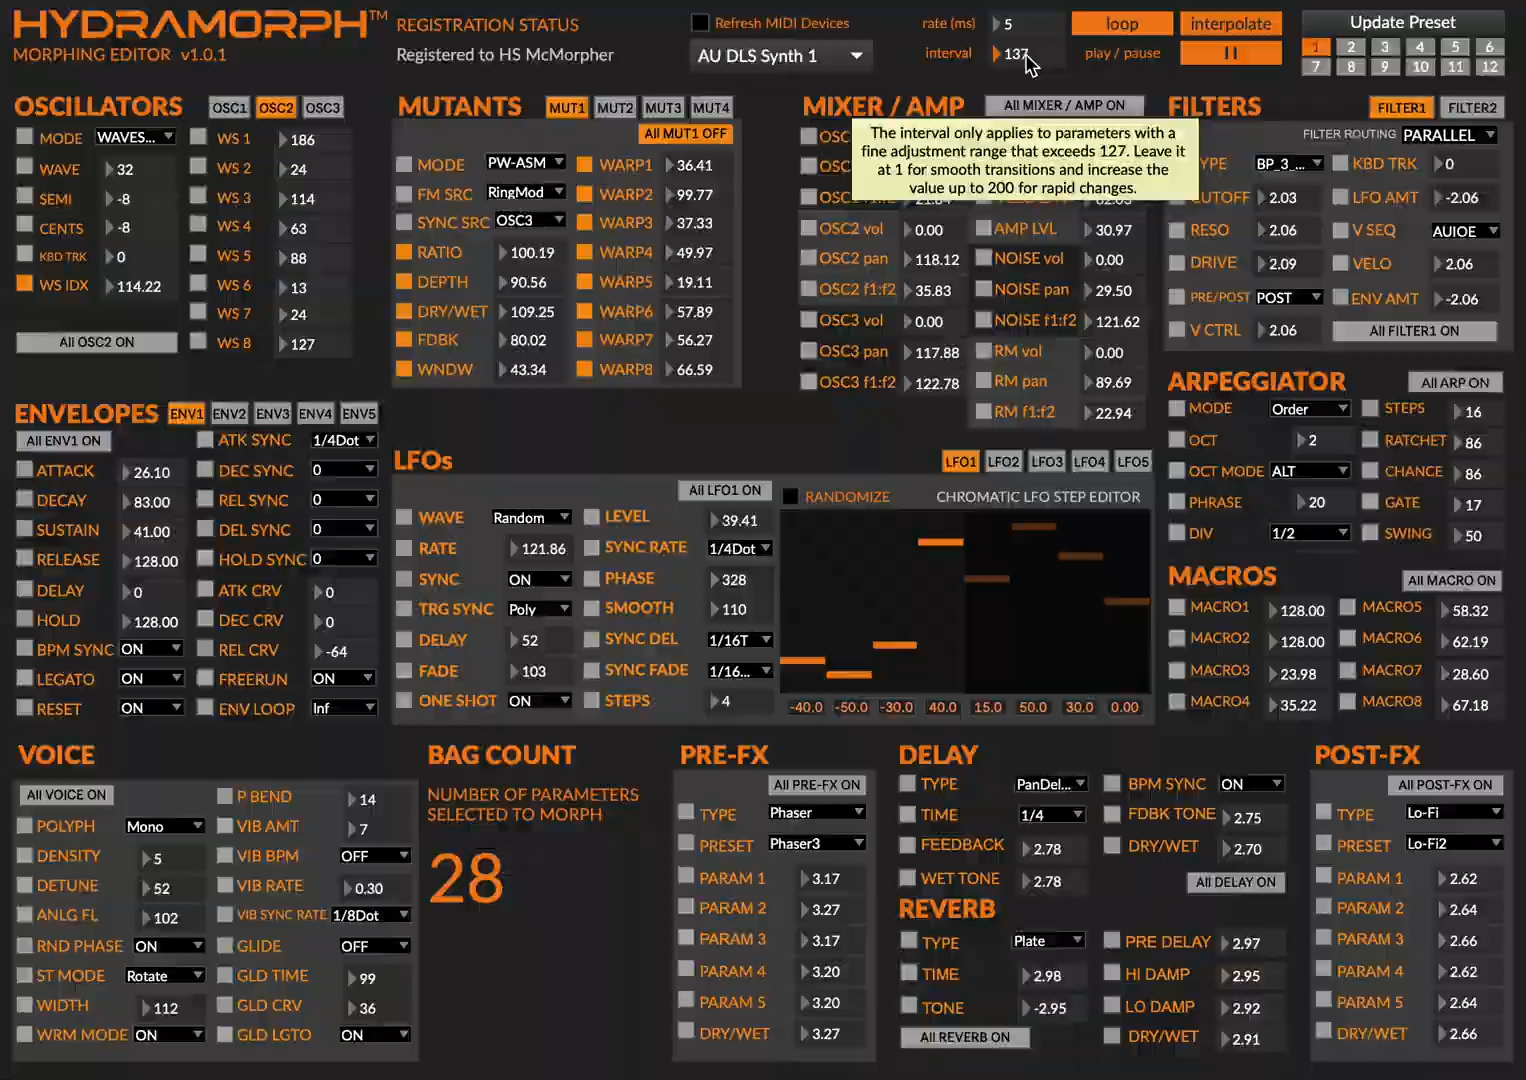 HYDRAMORPH™
MORPHING EDITOR v1.0.1
REGISTRATION STATUS
Registered to HS McMorpher
Refresh MIDI Devices
AU DLS Synth 1
rate (ms) 5
interval 137
loop
interpolate
play / pause
Update Preset
1 2 3 4 5 6
7 8 9 10 11 12
OSCILLATORS
OSC1 OSC2 OSC3
MODE WAVES...
WAVE 32
SEMI -8
CENTS -8
KBD TRK 0
WS IDX 114.22
All OSC2 ON
WS 1 186
WS 2 24
WS 3 114
WS 4 63
WS 5 88
WS 6 13
WS 7 24
WS 8 127
MUTANTS
MUT1 MUT2 MUT3 MUT4
All MUT1 OFF
MODE PW-ASM
FM SRC RingMod
SYNC SRC OSC3
RATIO 100.19
DEPTH 90.56
DRY/WET 109.25
FDBK 80.02
WNDW 43.34
WARP1 36.41
WARP2 99.77
WARP3 37.33
WARP4 49.97
WARP5 19.11
WARP6 57.89
WARP7 56.27
WARP8 66.59
MIXER / AMP
All MIXER / AMP ON
The interval only applies to parameters with a
fine adjustment range that exceeds 127. Leave it
at 1 for smooth transitions and increase the
value up to 200 for rapid changes.
OSC2 vol 0.00
OSC2 pan 118.12
OSC2 f1:f2 35.83
OSC3 vol 0.00
OSC3 pan 117.88
OSC3 f1:f2 122.78
AMP LVL 30.97
NOISE vol 0.00
NOISE pan 29.50
NOISE f1:f2 121.62
RM vol 0.00
RM pan 89.69
RM f1:f2 22.94
FILTERS
FILTER1 FILTER2
FILTER ROUTING PARALLEL
YPE BP_3_...
CUTOFF 2.03
RESO 2.06
DRIVE 2.09
PRE/POST POST
V CTRL 2.06
KBD TRK 0
LFO AMT -2.06
V SEQ AUIOE
VELO 2.06
ENV AMT -2.06
All FILTER1 ON
ARPEGGIATOR
All ARP ON
MODE Order
OCT 2
OCT MODE ALT
PHRASE 20
DIV 1/2
STEPS 16
RATCHET 86
CHANCE 86
GATE 17
SWING 50
ENVELOPES
ENV1 ENV2 ENV3 ENV4 ENV5
All ENV1 ON
ATTACK 26.10
DECAY 83.00
SUSTAIN 41.00
RELEASE 128.00
DELAY 0
HOLD 128.00
BPM SYNC ON
LEGATO ON
RESET ON
ATK SYNC 1/4Dot
DEC SYNC 0
REL SYNC 0
DEL SYNC 0
HOLD SYNC 0
ATK CRV 0
DEC CRV 0
REL CRV -64
FREERUN ON
ENV LOOP Inf
LFOs
LFO1 LFO2 LFO3 LFO4 LFO5
All LFO1 ON
WAVE Random
RATE 121.86
SYNC ON
TRG SYNC Poly
DELAY 52
FADE 103
ONE SHOT ON
LEVEL 39.41
SYNC RATE 1/4Dot
PHASE 328
SMOOTH 110
SYNC DEL 1/16T
SYNC FADE 1/16...
STEPS 4
RANDOMIZE
CHROMATIC LFO STEP EDITOR
-40.0 -50.0 -30.0 40.0 15.0 50.0 30.0 0.00
MACROS
All MACRO ON
MACRO1 128.00
MACRO2 128.00
MACRO3 23.98
MACRO4 35.22
MACRO5 58.32
MACRO6 62.19
MACRO7 28.60
MACRO8 67.18
VOICE
All VOICE ON
POLYPH Mono
DENSITY 5
DETUNE 52
ANLG FL 102
RND PHASE ON
ST MODE Rotate
WIDTH 112
WRM MODE ON
P BEND 14
VIB AMT 7
VIB BPM OFF
VIB RATE 0.30
VIB SYNC RATE 1/8Dot
GLIDE OFF
GLD TIME 99
GLD CRV 36
GLD LGTO ON
BAG COUNT
NUMBER OF PARAMETERS
SELECTED TO MORPH
28
PRE-FX
All PRE-FX ON
TYPE Phaser
PRESET Phaser3
PARAM 1 3.17
PARAM 2 3.27
PARAM 3 3.17
PARAM 4 3.20
PARAM 5 3.20
DRY/WET 3.27
DELAY
TYPE PanDel...
TIME 1/4
FEEDBACK 2.78
WET TONE 2.78
BPM SYNC ON
FDBK TONE 2.75
DRY/WET 2.70
All DELAY ON
REVERB
TYPE Plate
TIME 2.98
TONE -2.95
All REVERB ON
PRE DELAY 2.97
HI DAMP 2.95
LO DAMP 2.92
DRY/WET 2.91
POST-FX
All POST-FX ON
TYPE Lo-Fi
PRESET Lo-Fi2
PARAM 1 2.62
PARAM 2 2.64
PARAM 3 2.66
PARAM 4 2.62
PARAM 5 2.64
DRY/WET 2.66